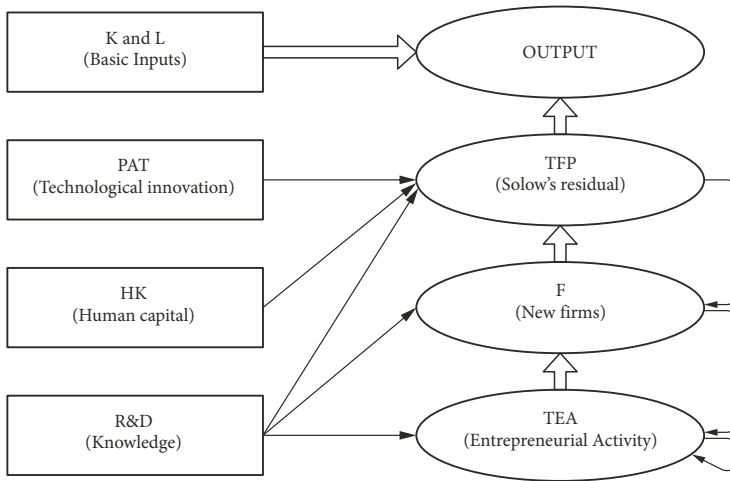 K and L
(Basic Inputs)
OUTPUT
PAT
(Technological innovation)
TFP
(Solow's residual)
HK
(Human capital)
F
(New firms)
R&D
(Knowledge)
TEA
(Entrepreneurial Activity)